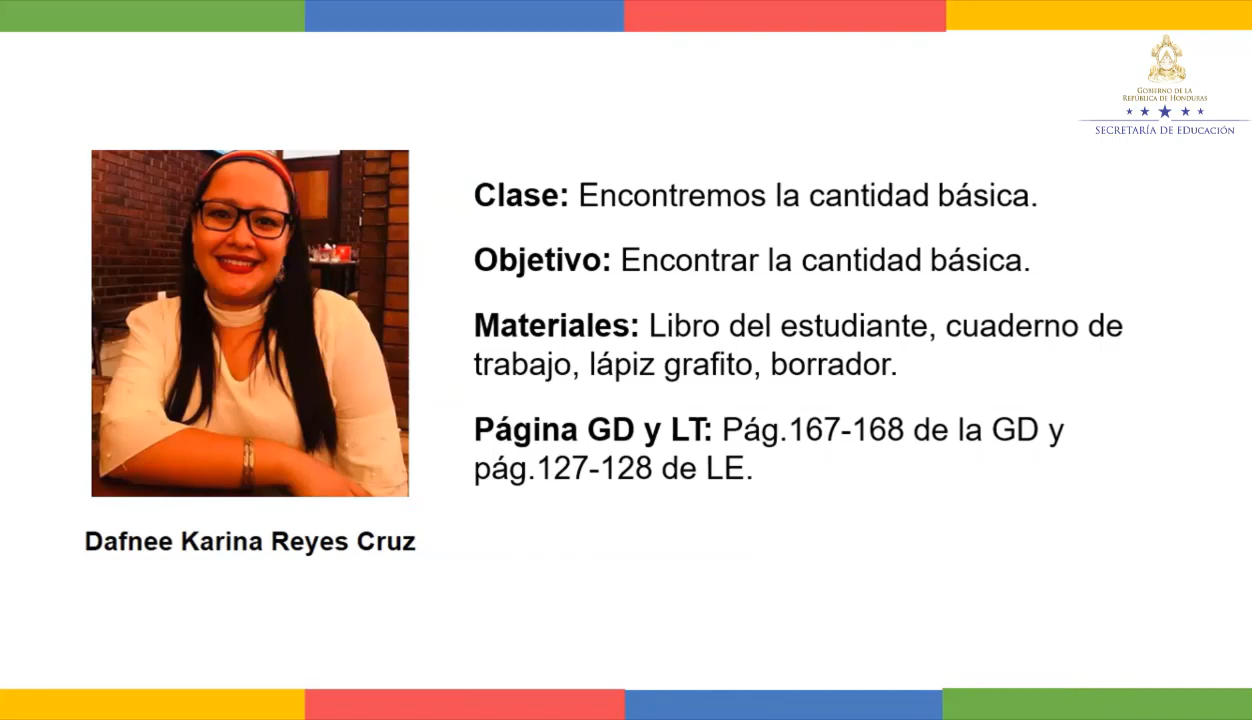 GOBIERNO DE LA
REPÚBLICA DE HONDURAS
SECRETARÍA DE EDUCACIÓN
Clase: Encontremos la cantidad básica.
Objetivo: Encontrar la cantidad básica.
Materiales: Libro del estudiante, cuaderno de
trabajo, lápiz grafito, borrador.
Página GD y LT: Pág.167-168 de la GD y
pág.127-128 de LE.
Dafnee Karina Reyes Cruz